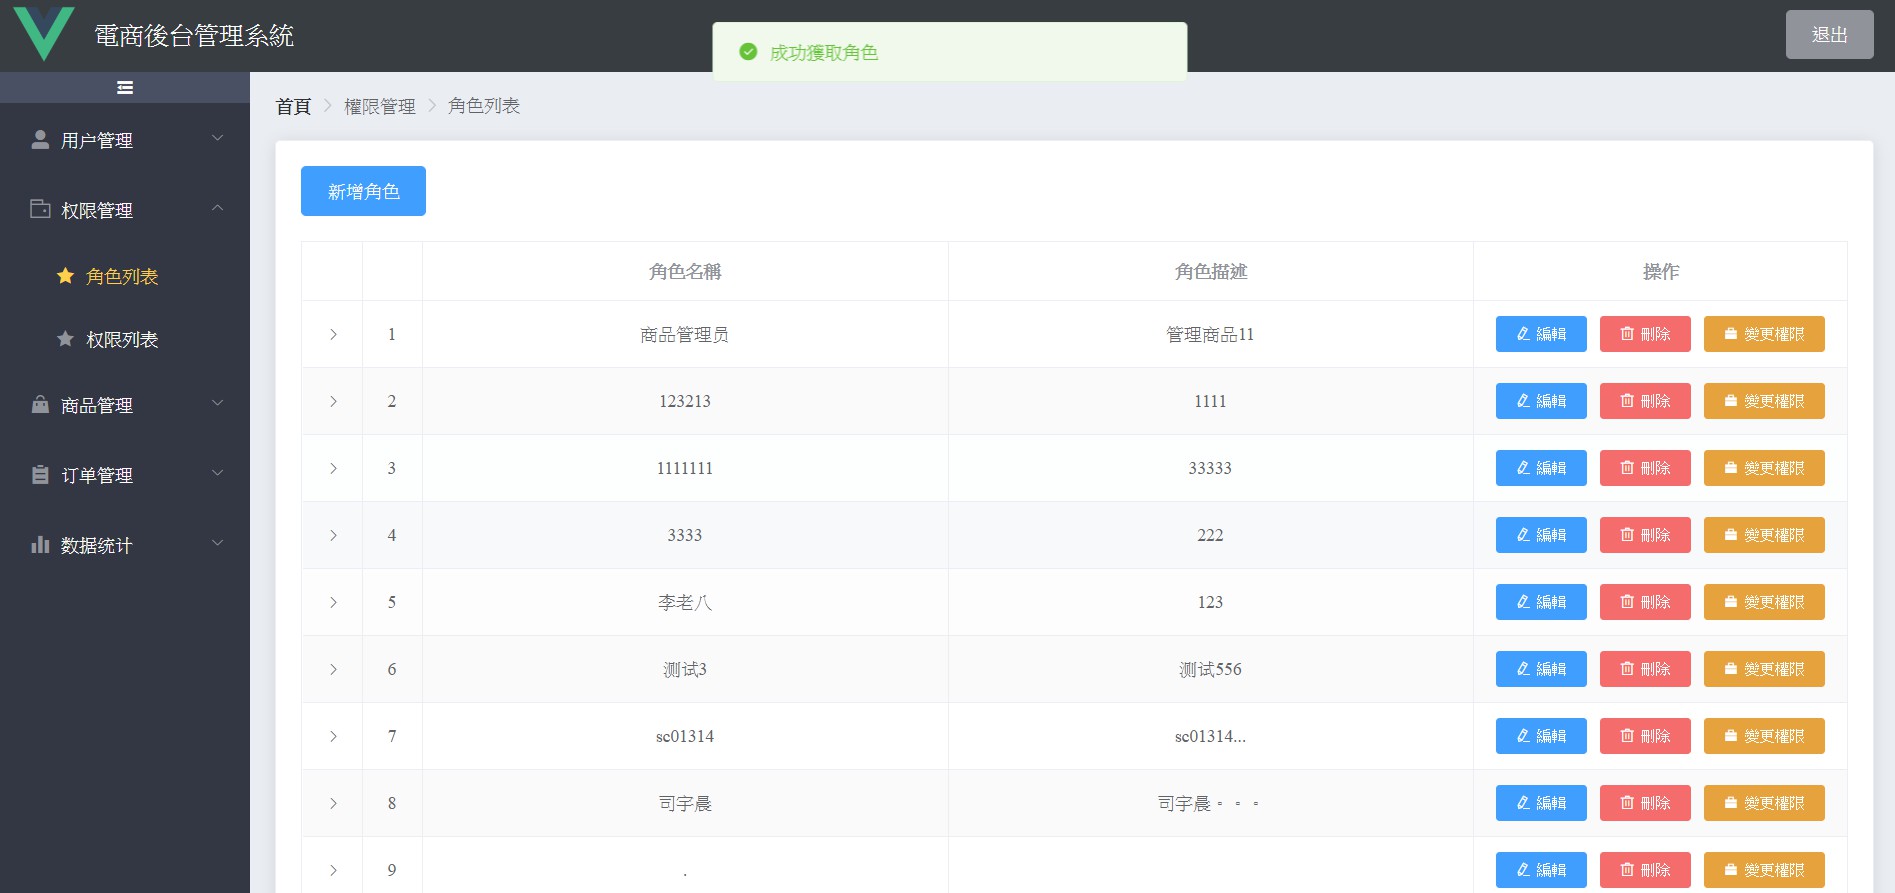 電商後台管理系統
成功獲取角色
退出
首頁 權限管理 角色列表
用户管理
权限管理
角色列表
权限列表
商品管理
订单管理
数据统计
新增角色
角色名稱 角色描述 操作
1 商品管理员 管理商品11 編輯 刪除 變更權限
2 123213 1111 編輯 刪除 變更權限
3 1111111 33333 編輯 刪除 變更權限
4 3333 222 編輯 刪除 變更權限
5 李老八 123 編輯 刪除 變更權限
6 测试3 测试556 編輯 刪除 變更權限
7 sc01314 sc01314... 編輯 刪除 變更權限
8 司宇晨 司宇晨。。。 編輯 刪除 變更權限
9 . 編輯 刪除 變更權限